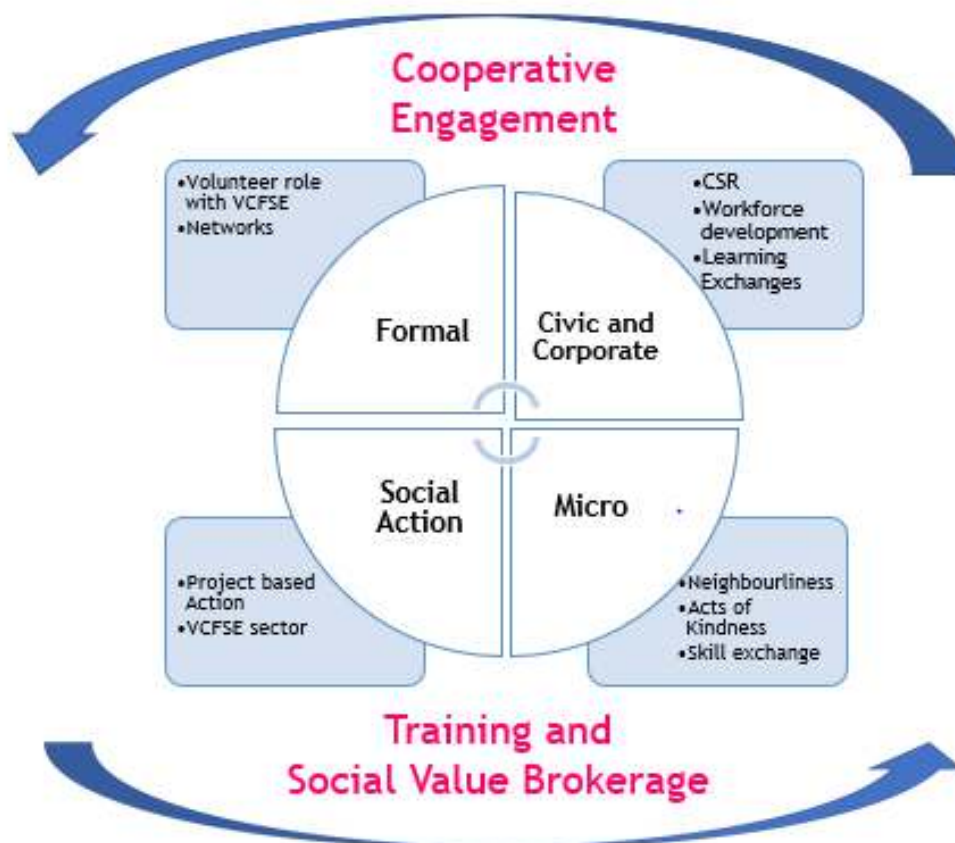 Cooperative
Engagement
•Volunteer role
with VCFSE
•Networks
•CSR
•Workforce
development
•Learning
Exchanges
Formal
Civic and
Corporate
Social
Action
Micro
•Project based
Action
•VCFSE sector
•Neighbourliness
•Acts of
Kindness
•Skill exchange
Training and
Social Value Brokerage